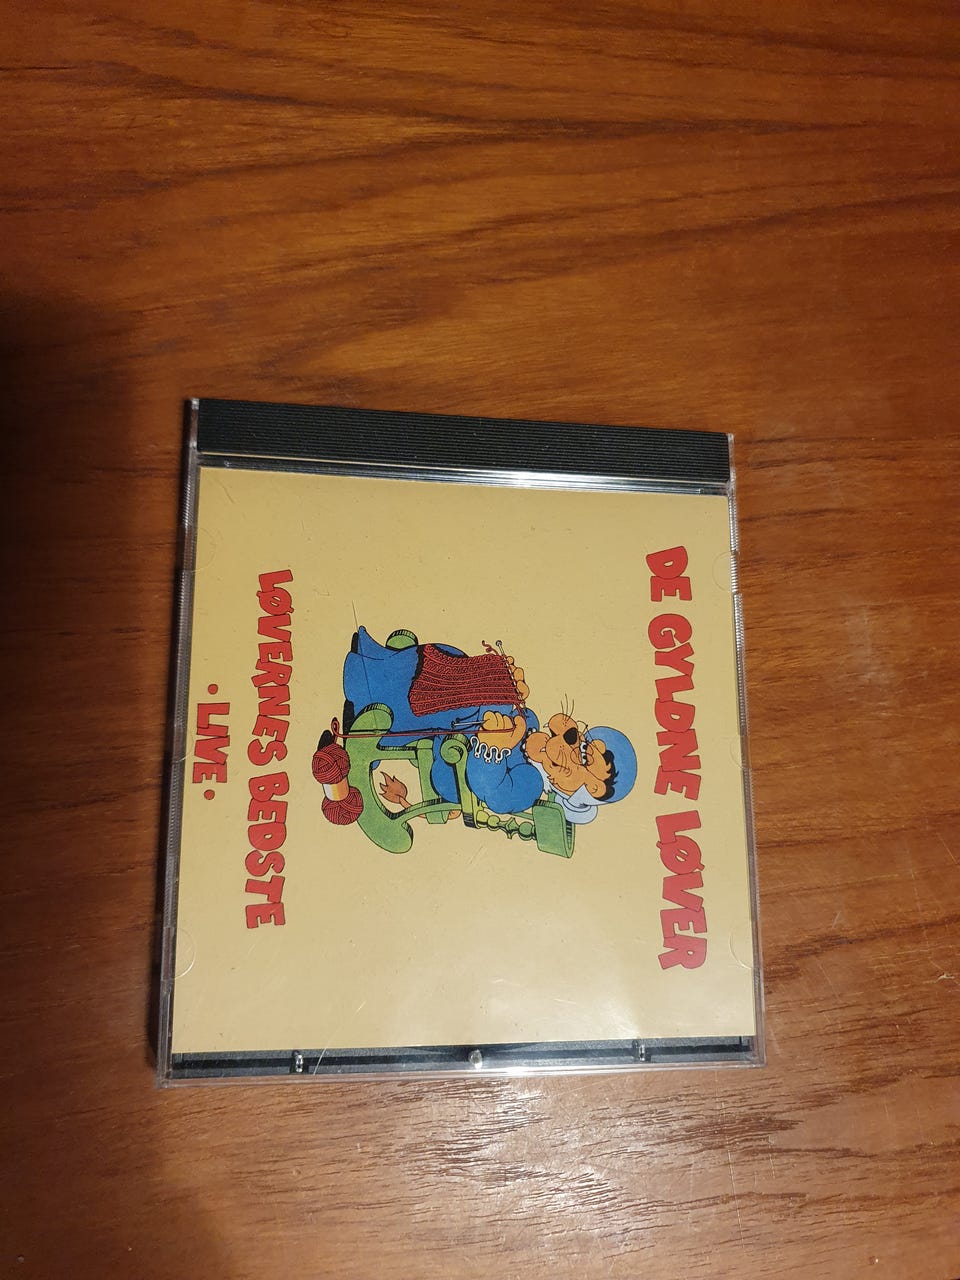 DE GYLDNE LØVER
LØVERNES BEDSTE
• LIVE •